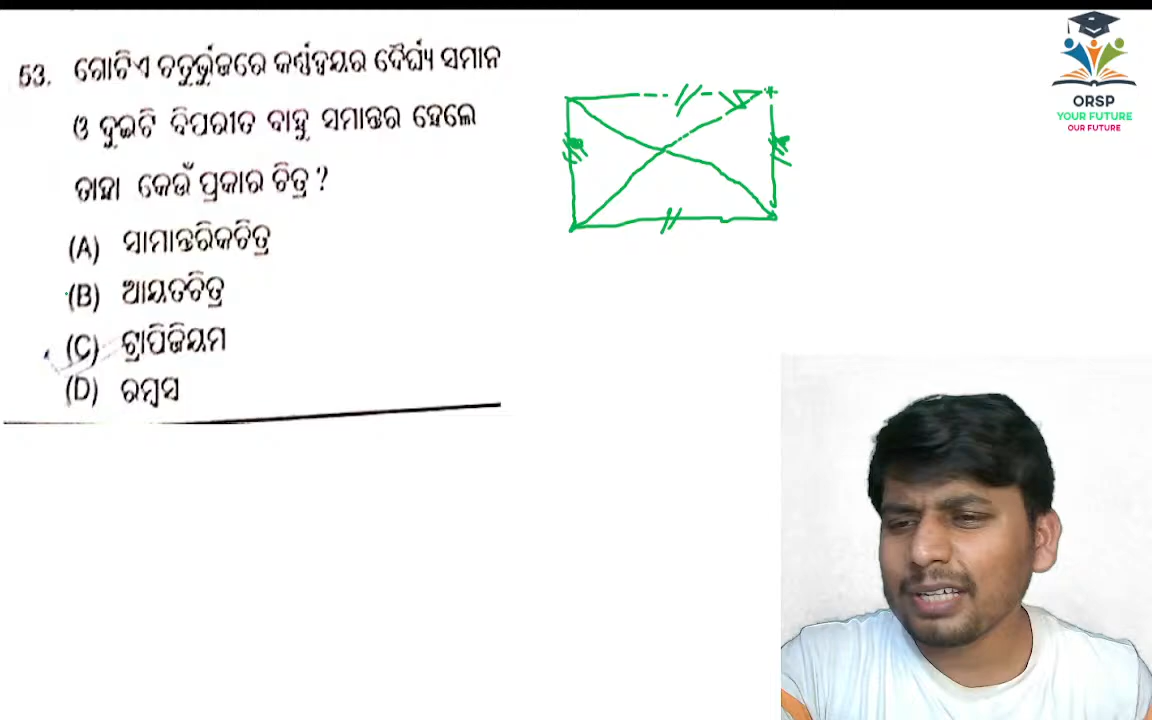 53. ଗୋଟିଏ ଚତୁର୍ଭୁଜରେ କର୍ଣ୍ଣଦ୍ୱୟର ଦୈର୍ଘ୍ୟ ସମାନ
ଓ ଦୁଇଟି ବିପରୀତ ବାହୁ ସମାନ୍ତର ହେଲେ
ତାହା କେଉଁ ପ୍ରକାର ଚିତ୍ର ?
(A) ସାମାନ୍ତରିକଚିତ୍ର
(B) ଆୟତଚିତ୍ର
(C) ଟ୍ରାପିଜିୟମ
(D) ରମ୍ବସ
ORSP
YOUR FUTURE
OUR FUTURE